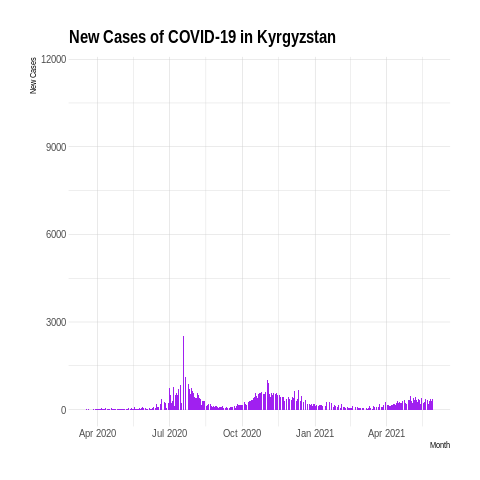 New Cases of COVID-19 in Kyrgyzstan
New Cases
12000
9000
6000
3000
0
Apr 2020 Jul 2020 Oct 2020 Jan 2021 Apr 2021
Month